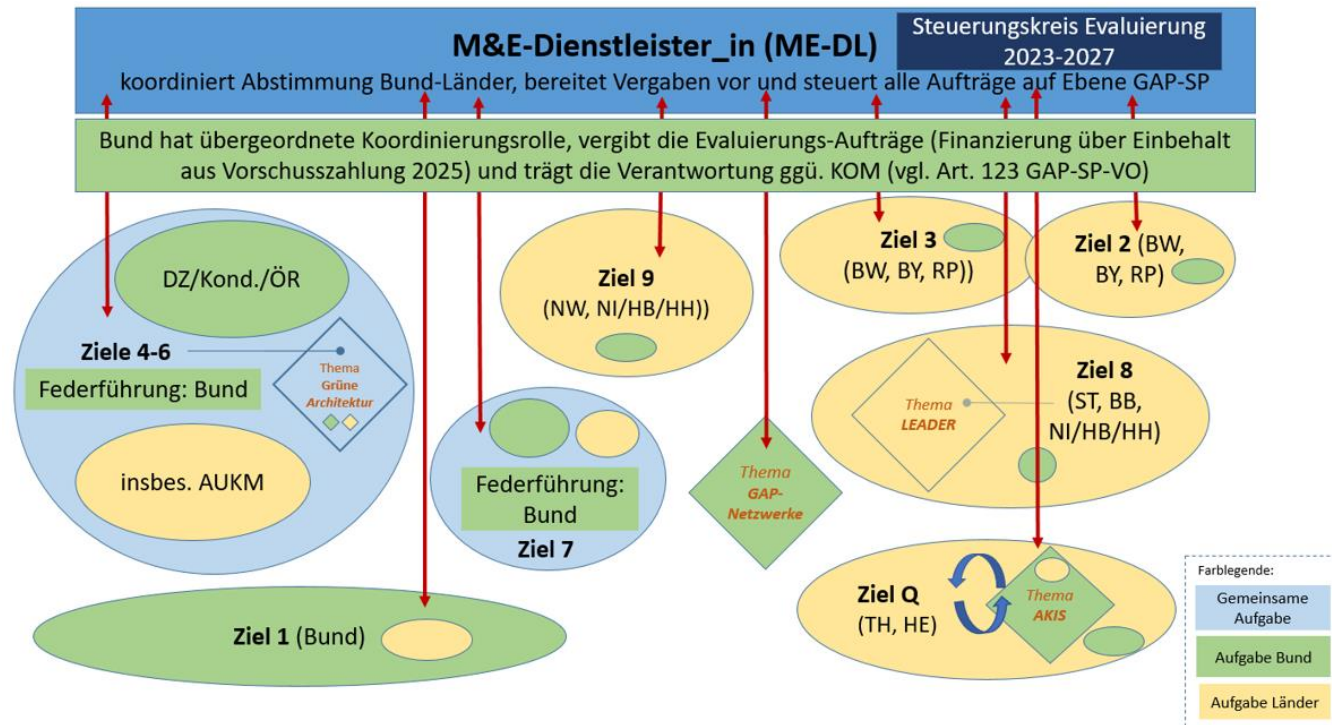 M&E-Dienstleister_in (ME-DL)
Steuerungskreis Evaluierung
2023-2027
koordiniert Abstimmung Bund-Länder, bereitet Vergaben vor und steuert alle Aufträge auf Ebene GAP-SP
Bund hat übergeordnete Koordinierungsrolle, vergibt die Evaluierungs-Aufträge (Finanzierung über Einbehalt
aus Vorschusszahlung 2025) und trägt die Verantwortung ggü. KOM (vgl. Art. 123 GAP-SP-VO)
DZ/Kond./ÖR
Ziele 4-6
Federführung: Bund
Thema
Grüne
Architektur
insbes. AUKM
Ziel 9
(NW, NI/HB/HH))
Ziel 3
(BW, BY, RP))
Ziel 2 (BW,
BY, RP)
Federführung:
Bund
Ziel 7
Thema
GAP-
Netzwerke
Thema
LEADER
Ziel 8
(ST, BB,
NI/HB/HH)
Ziel 1 (Bund)
Ziel Q
(TH, HE)
Thema
AKIS
Farblegende:
Gemeinsame
Aufgabe
Aufgabe Bund
Aufgabe Länder